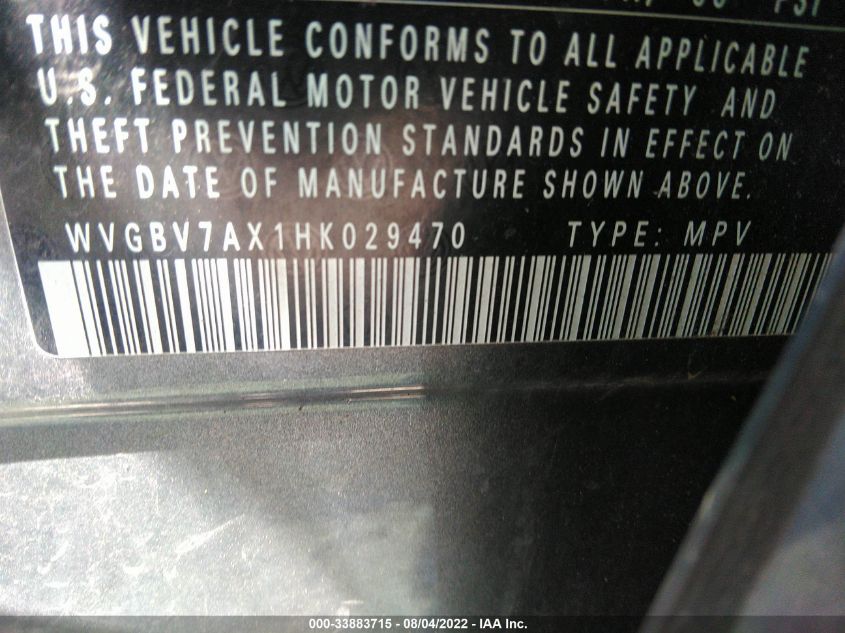 PSI
THIS VEHICLE CONFORMS TO ALL APPLICABLE
U.S. FEDERAL MOTOR VEHICLE SAFETY AND
THEFT PREVENTION STANDARDS IN EFFECT ON
THE DATE OF MANUFACTURE SHOWN ABOVE.
WVGBV7AX1HK029470 TYPE: MPV
000-33883715 - 08/04/2022 - IAA Inc.